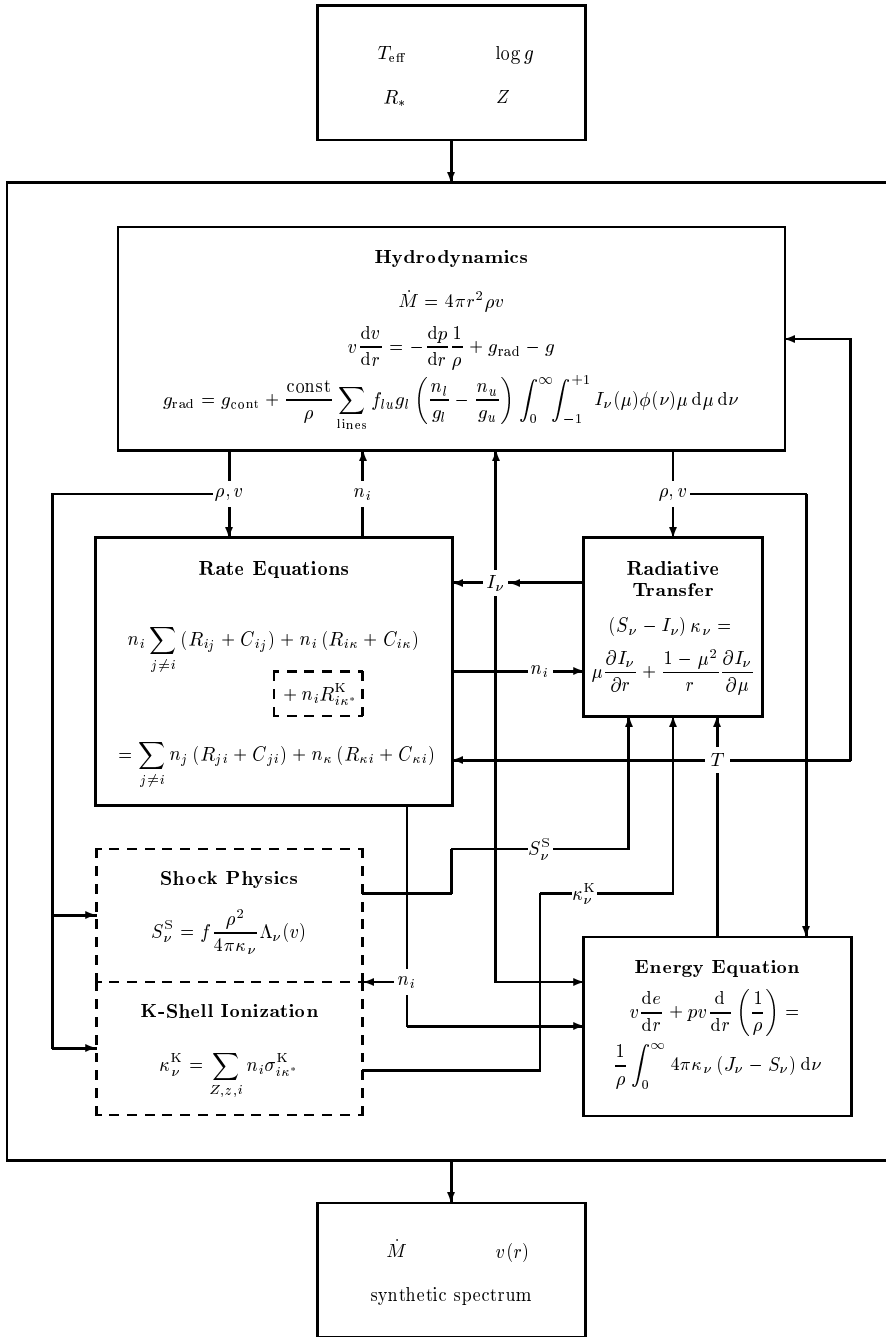 T_eff log g
R_* Z
Hydrodynamics
Ṁ = 4πr²ρv
v dv/dr = − dp/dr 1/ρ + g_rad − g
g_rad = g_cont + const/ρ ∑_lines f_lu g_l (n_l/g_l − n_u/g_u) ∫_0^∞ ∫_{−1}^{+1} I_ν(μ)φ(ν)μ dμ dν
ρ, v
n_i
ρ, v
Rate Equations
n_i ∑_{j≠i} (R_ij + C_ij) + n_i (R_iκ + C_iκ)
+ n_i R^K_{iκ*}
= ∑_{j≠i} n_j (R_ji + C_ji) + n_κ (R_κi + C_κi)
I_ν
n_i
Radiative
Transfer
(S_ν − I_ν) κ_ν =
μ ∂I_ν/∂r + (1 − μ²)/r ∂I_ν/∂μ
T
S^S_ν
κ^K_ν
Shock Physics
S^S_ν = f ρ²/(4πκ_ν) Λ_ν(v)
n_i
K-Shell Ionization
κ^K_ν = ∑_{Z,z,i} n_i σ^K_{iκ*}
Energy Equation
v de/dr + pv d/dr (1/ρ) =
1/ρ ∫_0^∞ 4πκ_ν (J_ν − S_ν) dν
Ṁ v(r)
synthetic spectrum